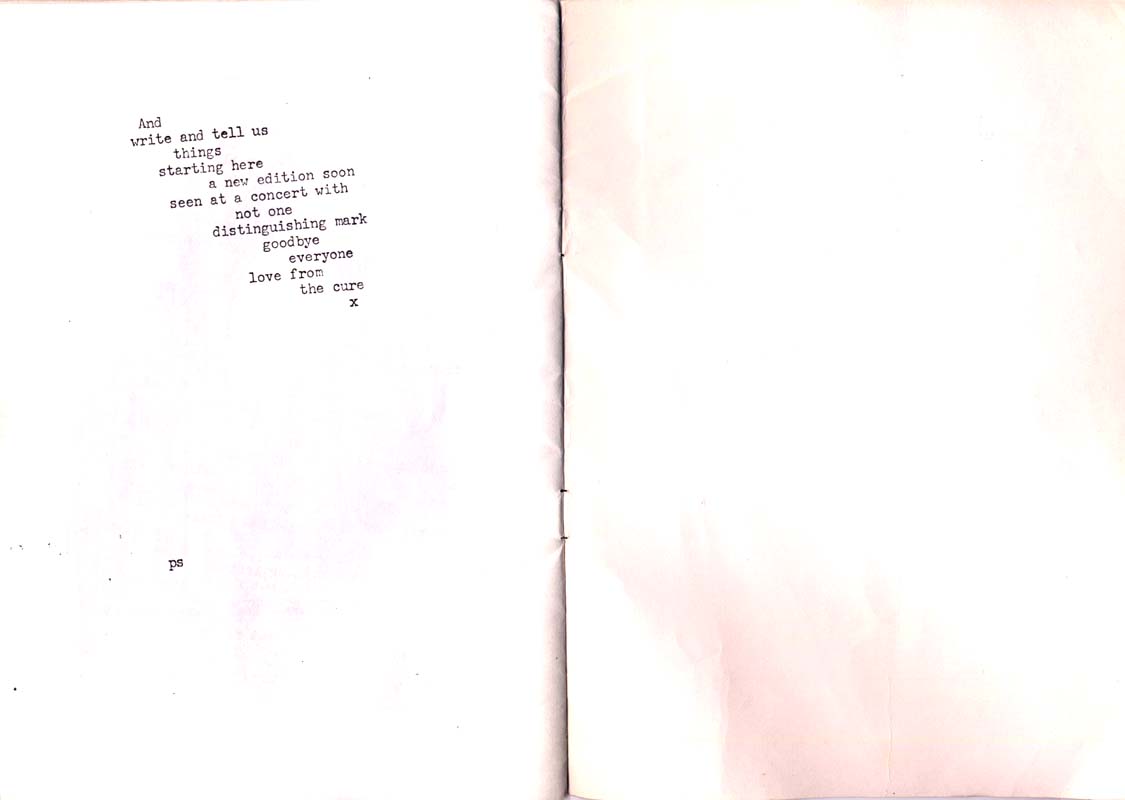 And
write and tell us
things
starting here
a new edition soon
seen at a concert with
not one
distinguishing mark
goodbye
everyone
love from
the cure
x
ps